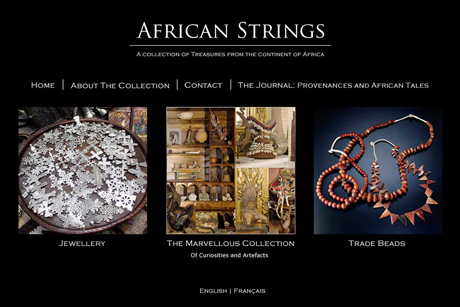 African Strings
A collection of Treasures from the continent of Africa
Home | About The Collection | Contact | The Journal: Provenances and African Tales
Jewellery
The Marvellous Collection
Of Curiosities and Artefacts
Trade Beads
English | Français